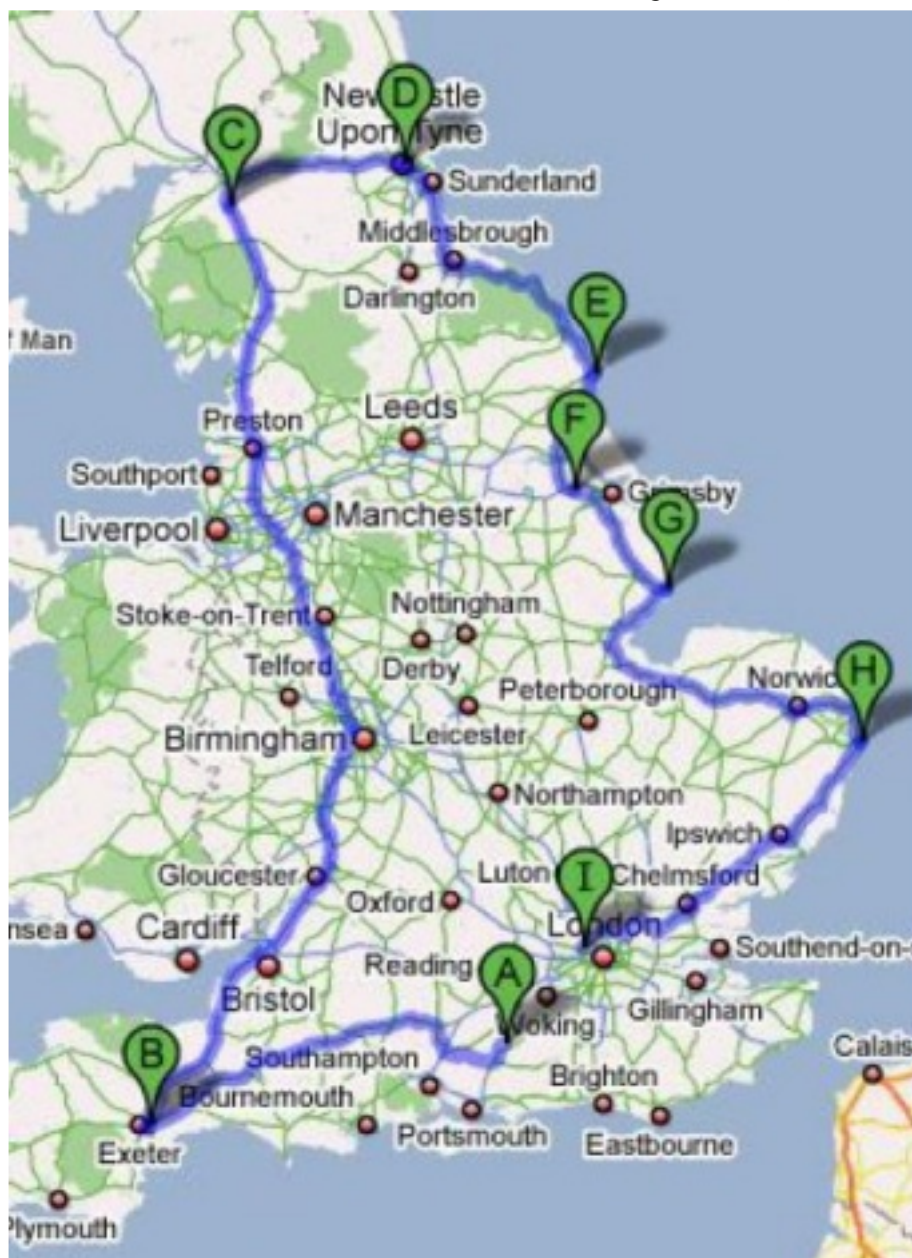 D
Newcastle
Upon Tyne
C
Sunderland
Middlesbrough
Darlington
E
f Man
Leeds
Preston
F
Southport
Grimsby
Liverpool
Manchester
G
Stoke-on-Trent
Nottingham
Derby
Telford
Peterborough
Norwic
H
Birmingham
Leicester
Northampton
Ipswich
Gloucester
Luton
I
Chelmsford
Oxford
London
nsea
Cardiff
Southend-on-
Reading
A
Bristol
Gillingham
Woking
B
Southampton
Calais
Bournemouth
Brighton
Exeter
Portsmouth
Eastbourne
Plymouth